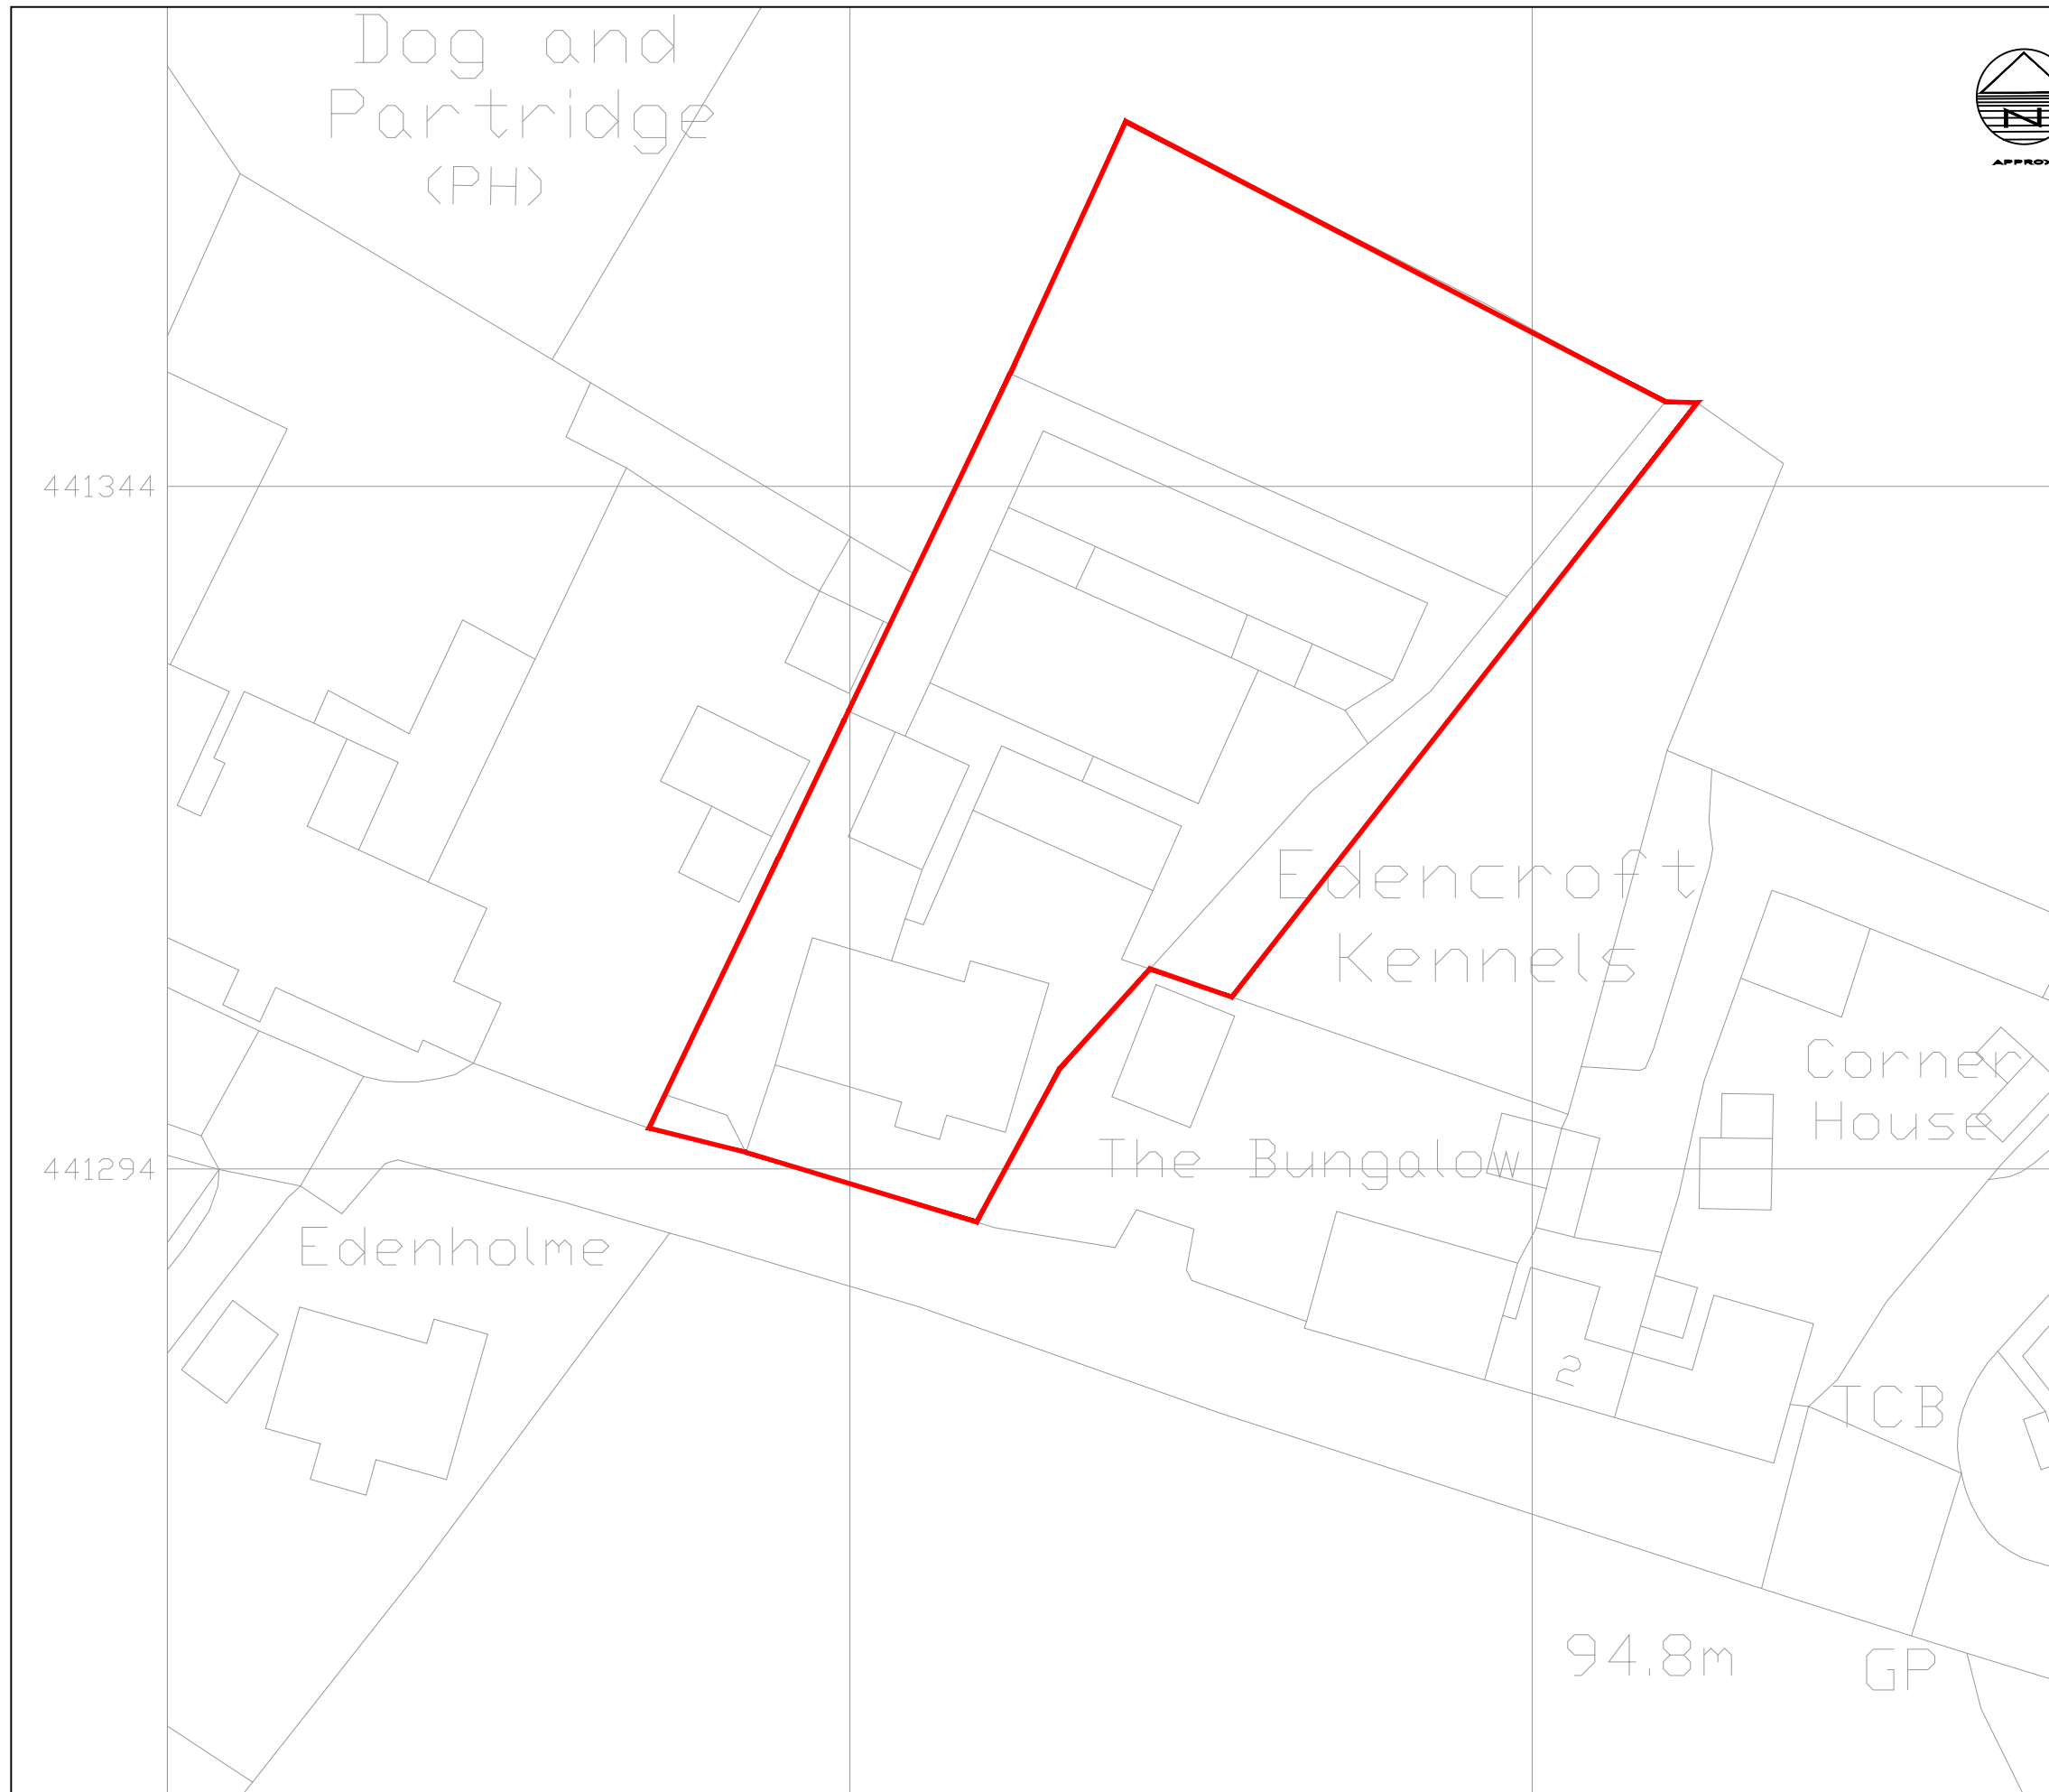 Dog and
Partridge
(PH)
N
441344
Edencroft
Kennels
Corner
House
The Bungalow
441294
Edenholme
2
TCB
94.8m
GP